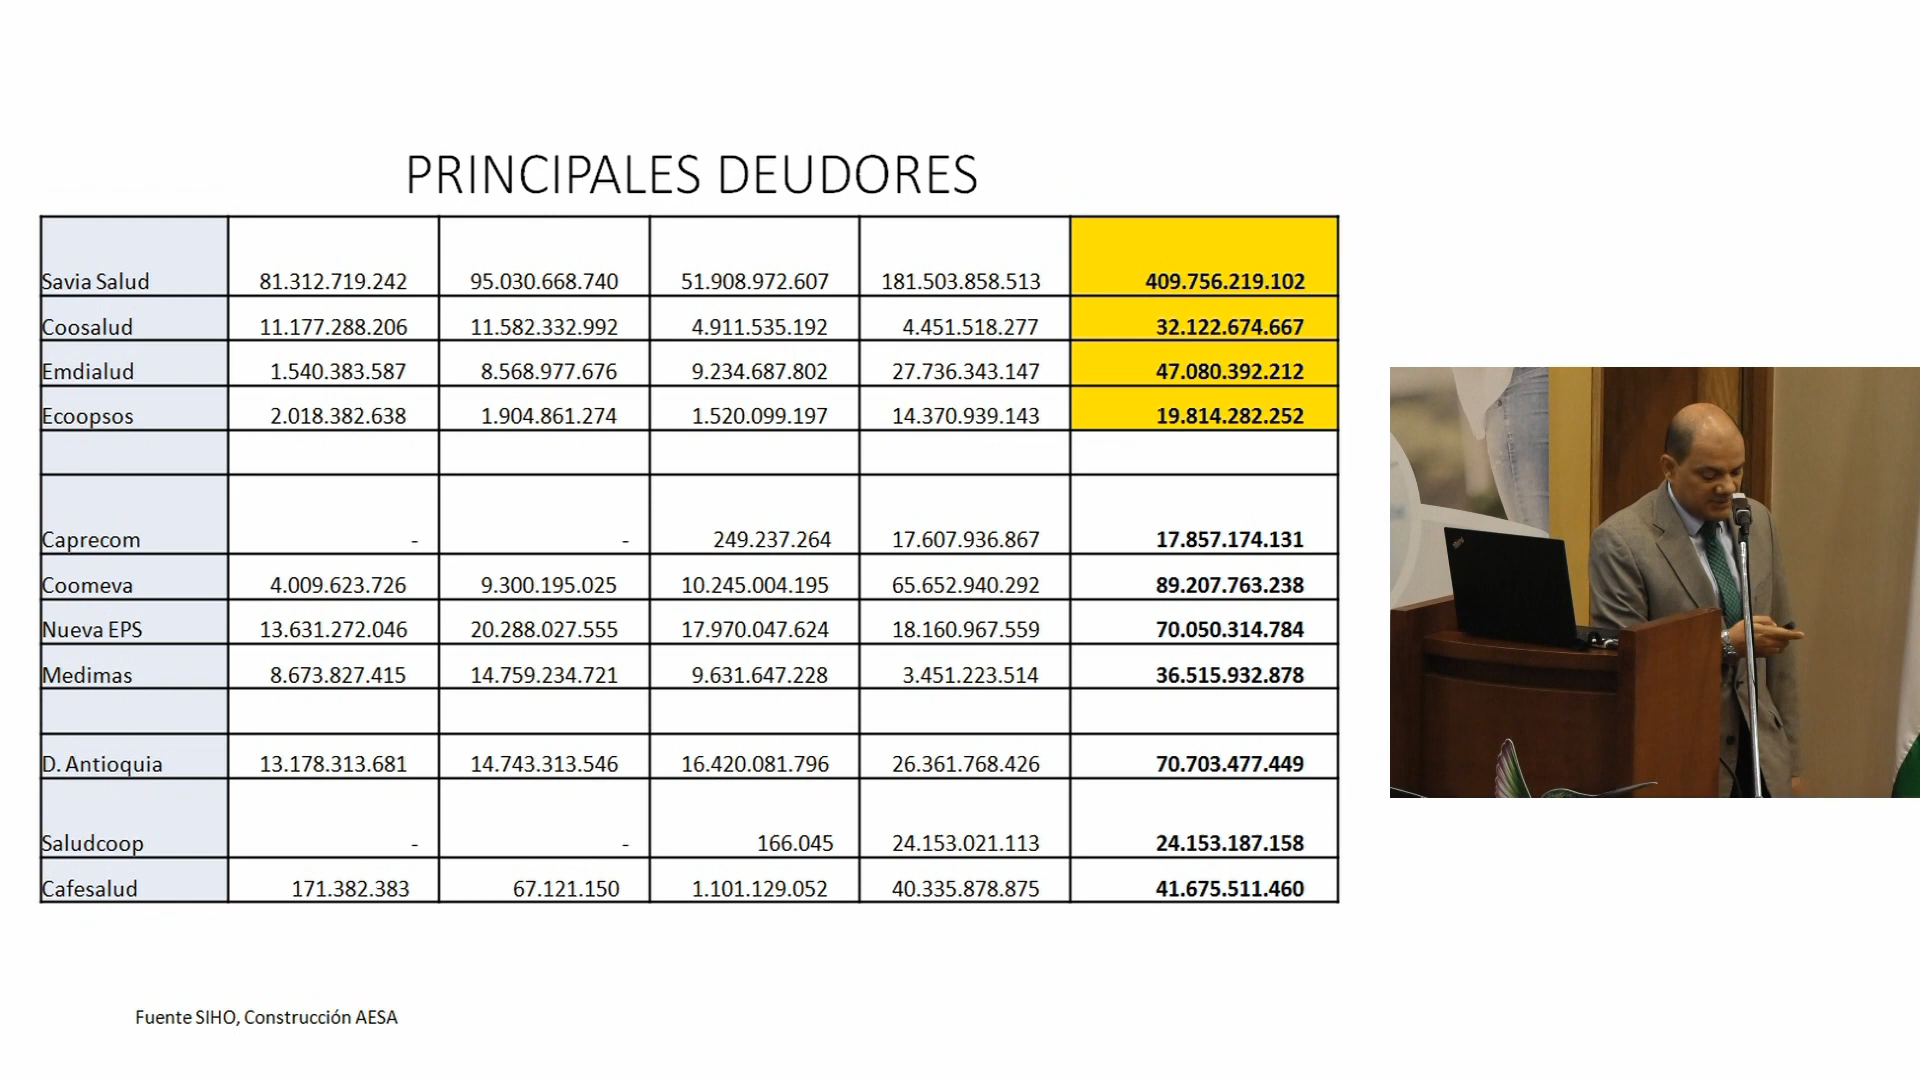 PRINCIPALES DEUDORES
Savia Salud 81.312.719.242 95.030.668.740 51.908.972.607 181.503.858.513 409.756.219.102
Coosalud 11.177.288.206 11.582.332.992 4.911.535.192 4.451.518.277 32.122.674.667
Emdialud 1.540.383.587 8.568.977.676 9.234.687.802 27.736.343.147 47.080.392.212
Ecoopsos 2.018.382.638 1.904.861.274 1.520.099.197 14.370.939.143 19.814.282.252
Caprecom - - 249.237.264 17.607.936.867 17.857.174.131
Coomeva 4.009.623.726 9.300.195.025 10.245.004.195 65.652.940.292 89.207.763.238
Nueva EPS 13.631.272.046 20.288.027.555 17.970.047.624 18.160.967.559 70.050.314.784
Medimas 8.673.827.415 14.759.234.721 9.631.647.228 3.451.223.514 36.515.932.878
D. Antioquia 13.178.313.681 14.743.313.546 16.420.081.796 26.361.768.426 70.703.477.449
Saludcoop - - 166.045 24.153.021.113 24.153.187.158
Cafesalud 171.382.383 67.121.150 1.101.129.052 40.335.878.875 41.675.511.460
Fuente SIHO, Construcción AESA